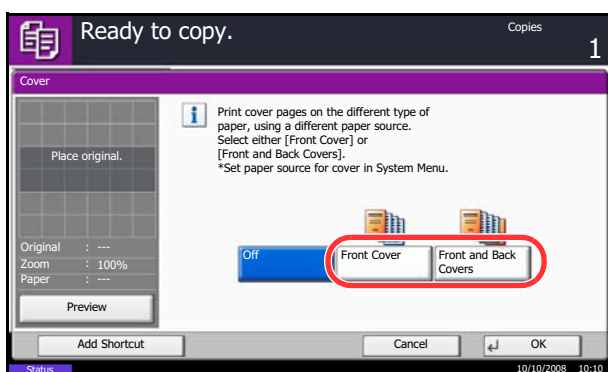 Ready to copy.
Copies
1
Cover
Print cover pages on the different type of
paper, using a different paper source.
Select either [Front Cover] or
[Front and Back Covers].
*Set paper source for cover in System Menu.
Place original.
Original : ---
Zoom : 100%
Paper : ---
Preview
Off
Front Cover
Front and Back
Covers
Add Shortcut
Cancel
OK
Status
10/10/2008 10:10